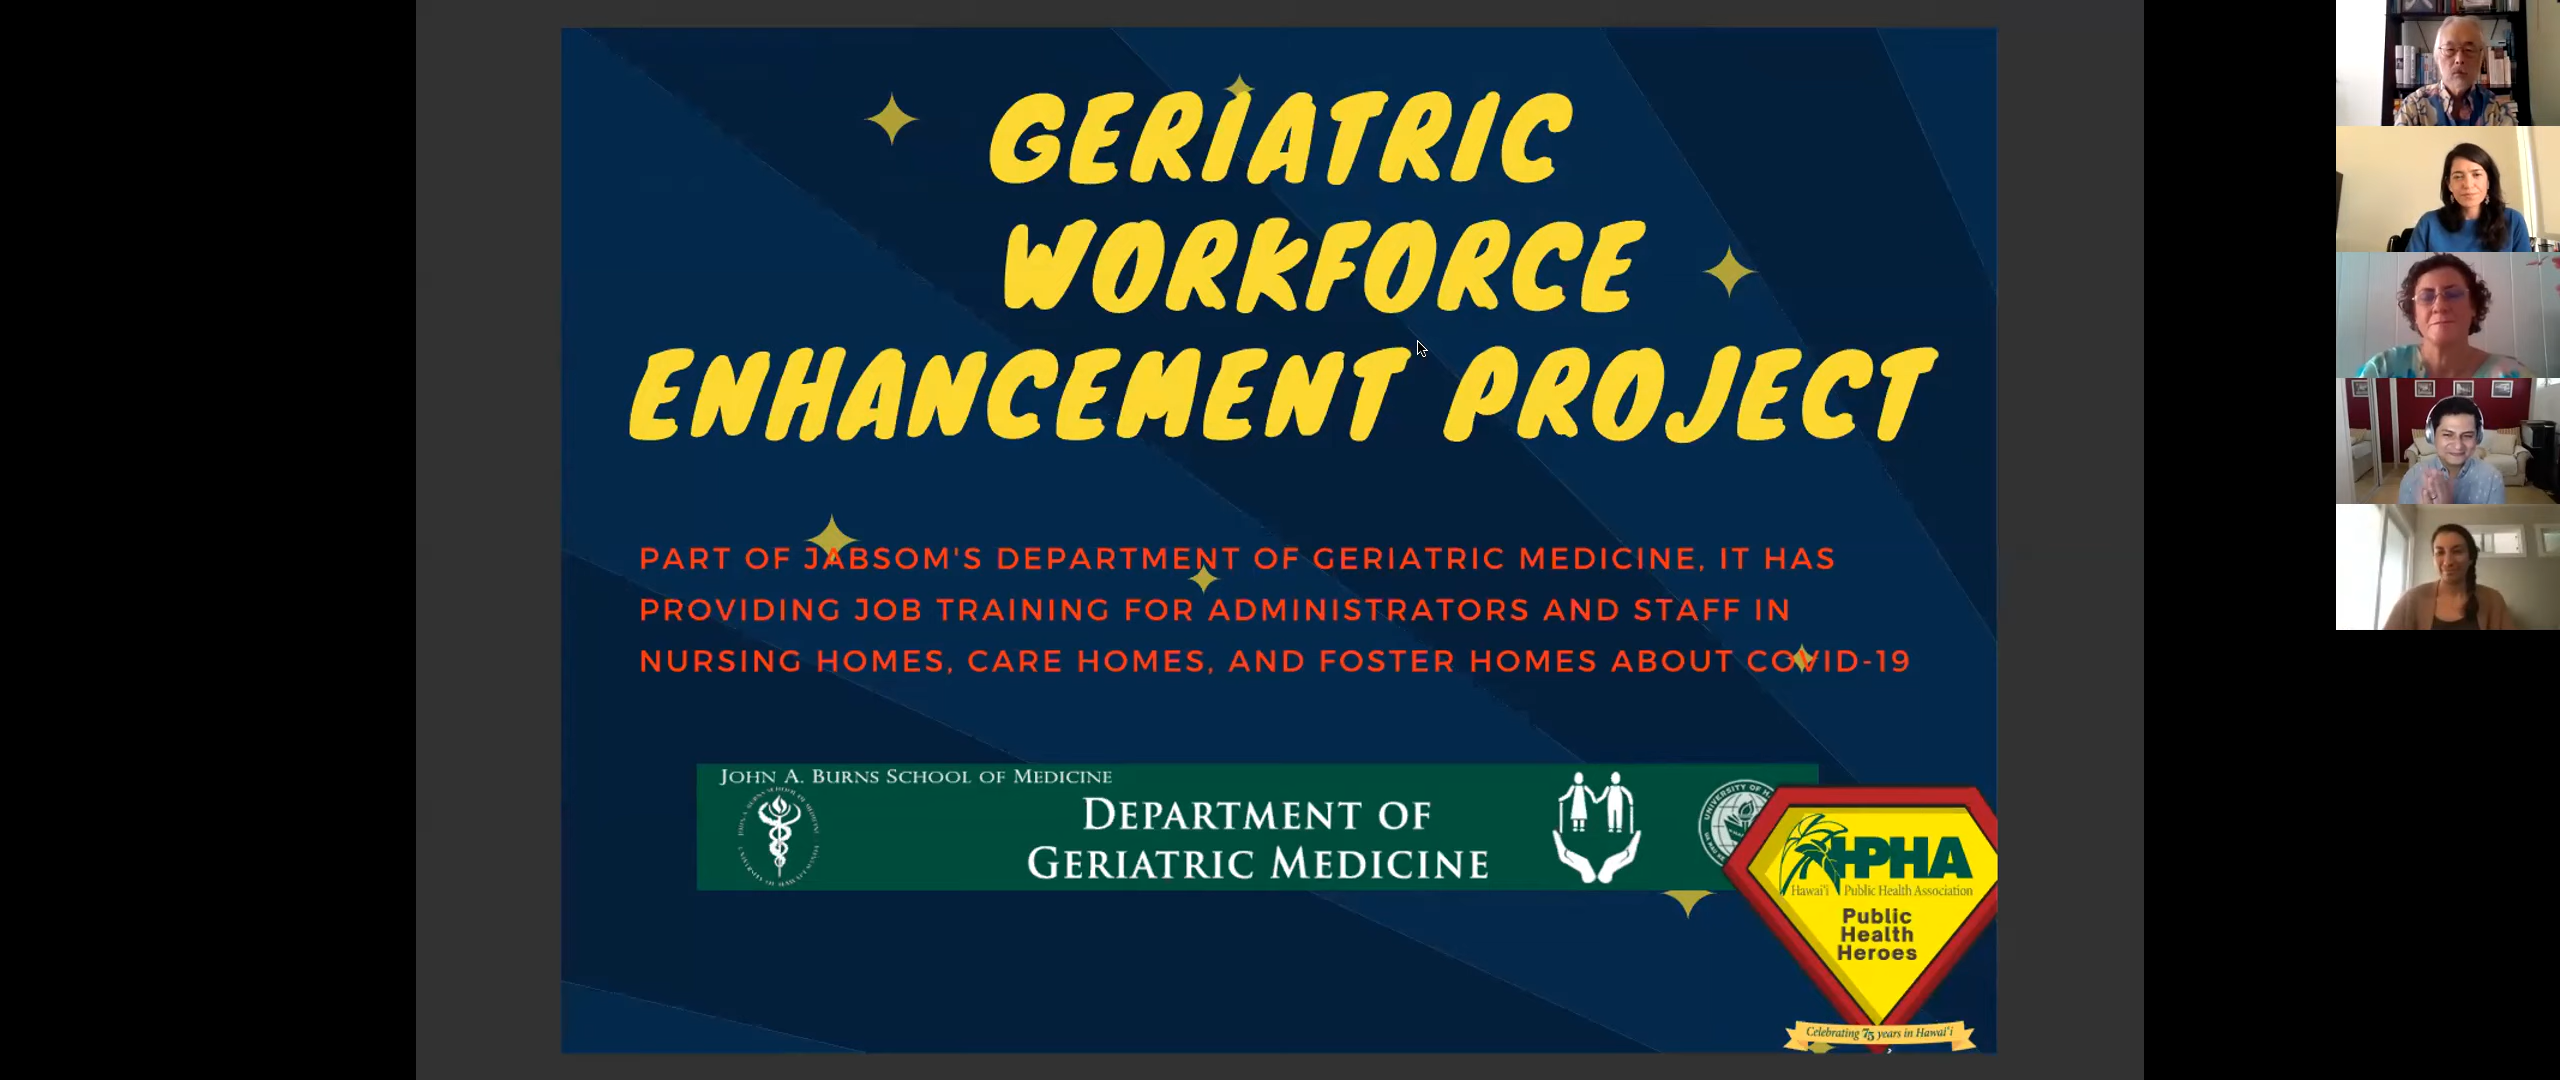 GERIATRIC
WORKFORCE
ENHANCEMENT PROJECT
PART OF JABSOM'S DEPARTMENT OF GERIATRIC MEDICINE, IT HAS
PROVIDING JOB TRAINING FOR ADMINISTRATORS AND STAFF IN
NURSING HOMES, CARE HOMES, AND FOSTER HOMES ABOUT COVID-19
JOHN A. BURNS SCHOOL OF MEDICINE
DEPARTMENT OF
GERIATRIC MEDICINE
UNIVERSITY OF
HPHA
Hawai'i Public Health Association
Public
Health
Heroes
Celebrating 75 years in Hawai'i